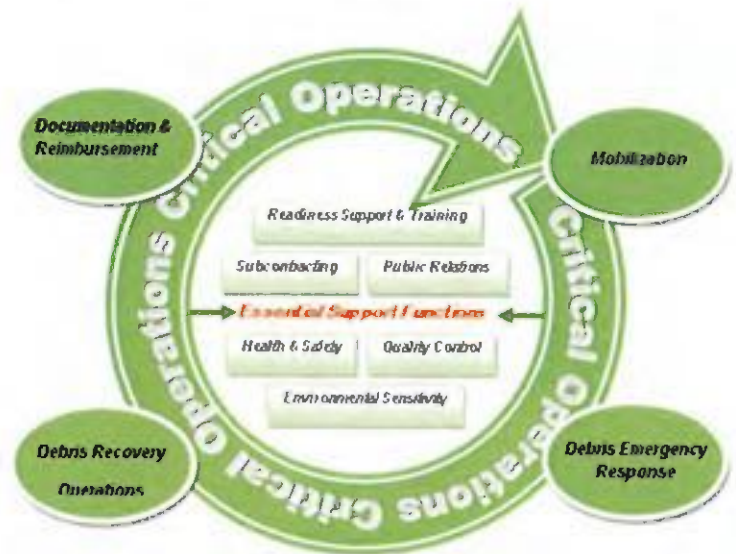 Critical Operations
Critical Operations
Critical Operations
Critical Operations
Documentation &
Reimbursement
Mobilization
Readiness Support & Training
Subcontracting
Public Relations
Essential Support Functions
Health & Safety
Quality Control
Environmental Sensitivity
Debris Recovery
Operations
Debris Emergency
Response